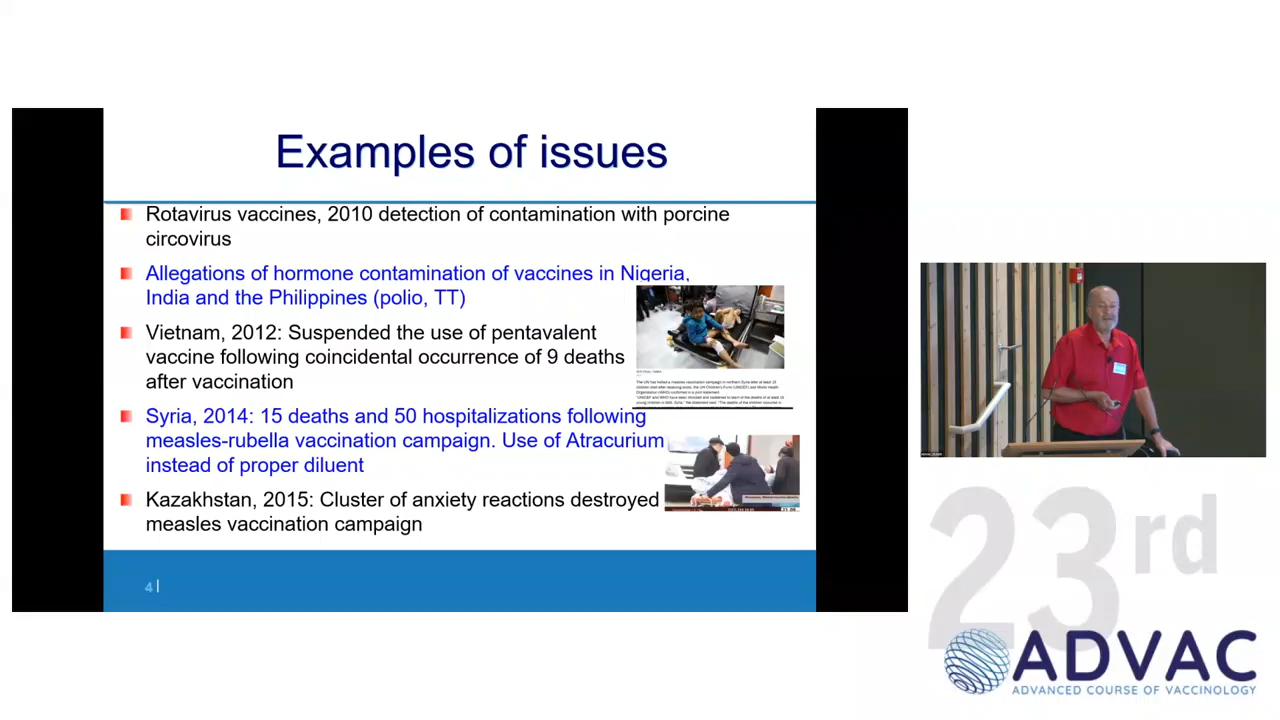 Examples of issues
Rotavirus vaccines, 2010 detection of contamination with porcine
circovirus
Allegations of hormone contamination of vaccines in Nigeria,
India and the Philippines (polio, TT)
Vietnam, 2012: Suspended the use of pentavalent
vaccine following coincidental occurrence of 9 deaths
after vaccination
Syria, 2014: 15 deaths and 50 hospitalizations following
measles-rubella vaccination campaign. Use of Atracurium
instead of proper diluent
Kazakhstan, 2015: Cluster of anxiety reactions destroyed
measles vaccination campaign
4
23rd
ADVAC
ADVANCED COURSE OF VACCINOLOGY